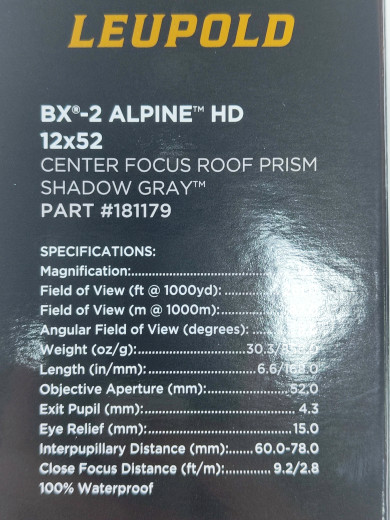 LEUPOLD
BX®-2 ALPINE™ HD
12x52
CENTER FOCUS ROOF PRISM
SHADOW GRAY™
PART #181179
SPECIFICATIONS:
Magnification:
Field of View (ft @ 1000yd):
Field of View (m @ 1000m):
Angular Field of View (degrees):
Weight (oz/g):
Length (in/mm):
Objective Aperture (mm):............52.0
Exit Pupil (mm):............ 4.3
Eye Relief (mm):............ 15.0
Interpupillary Distance (mm):......60.0-78.0
Close Focus Distance (ft/m):............ 9.2/2.8
100% Waterproof